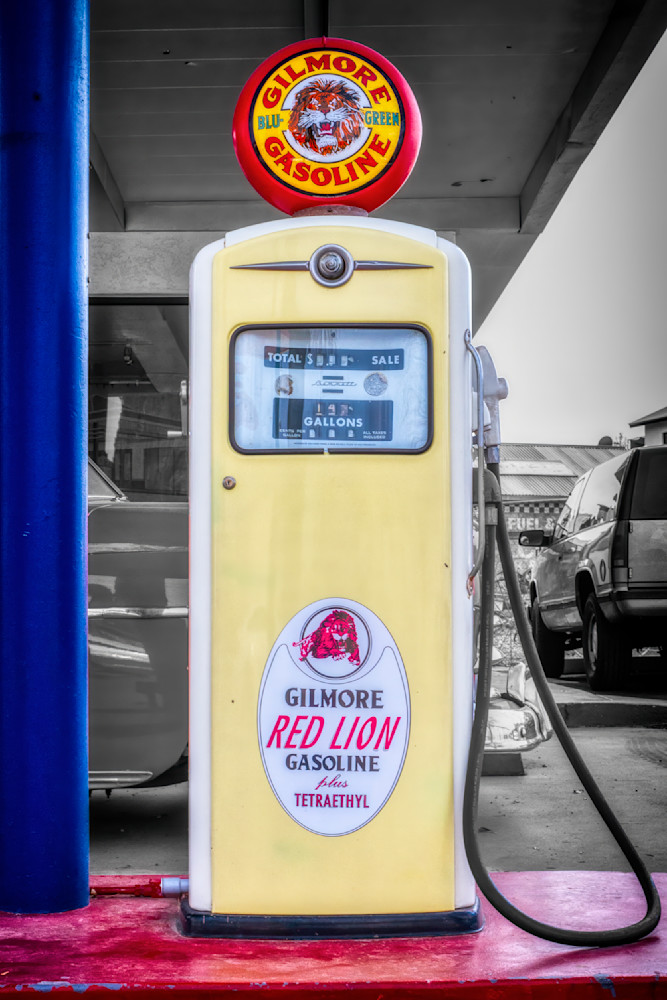 GILMORE
BLU-GREEN
GASOLINE
TOTAL $ SALE
GALLONS
GILMORE
RED LION
GASOLINE
plus
TETRAETHYL
FUEL &